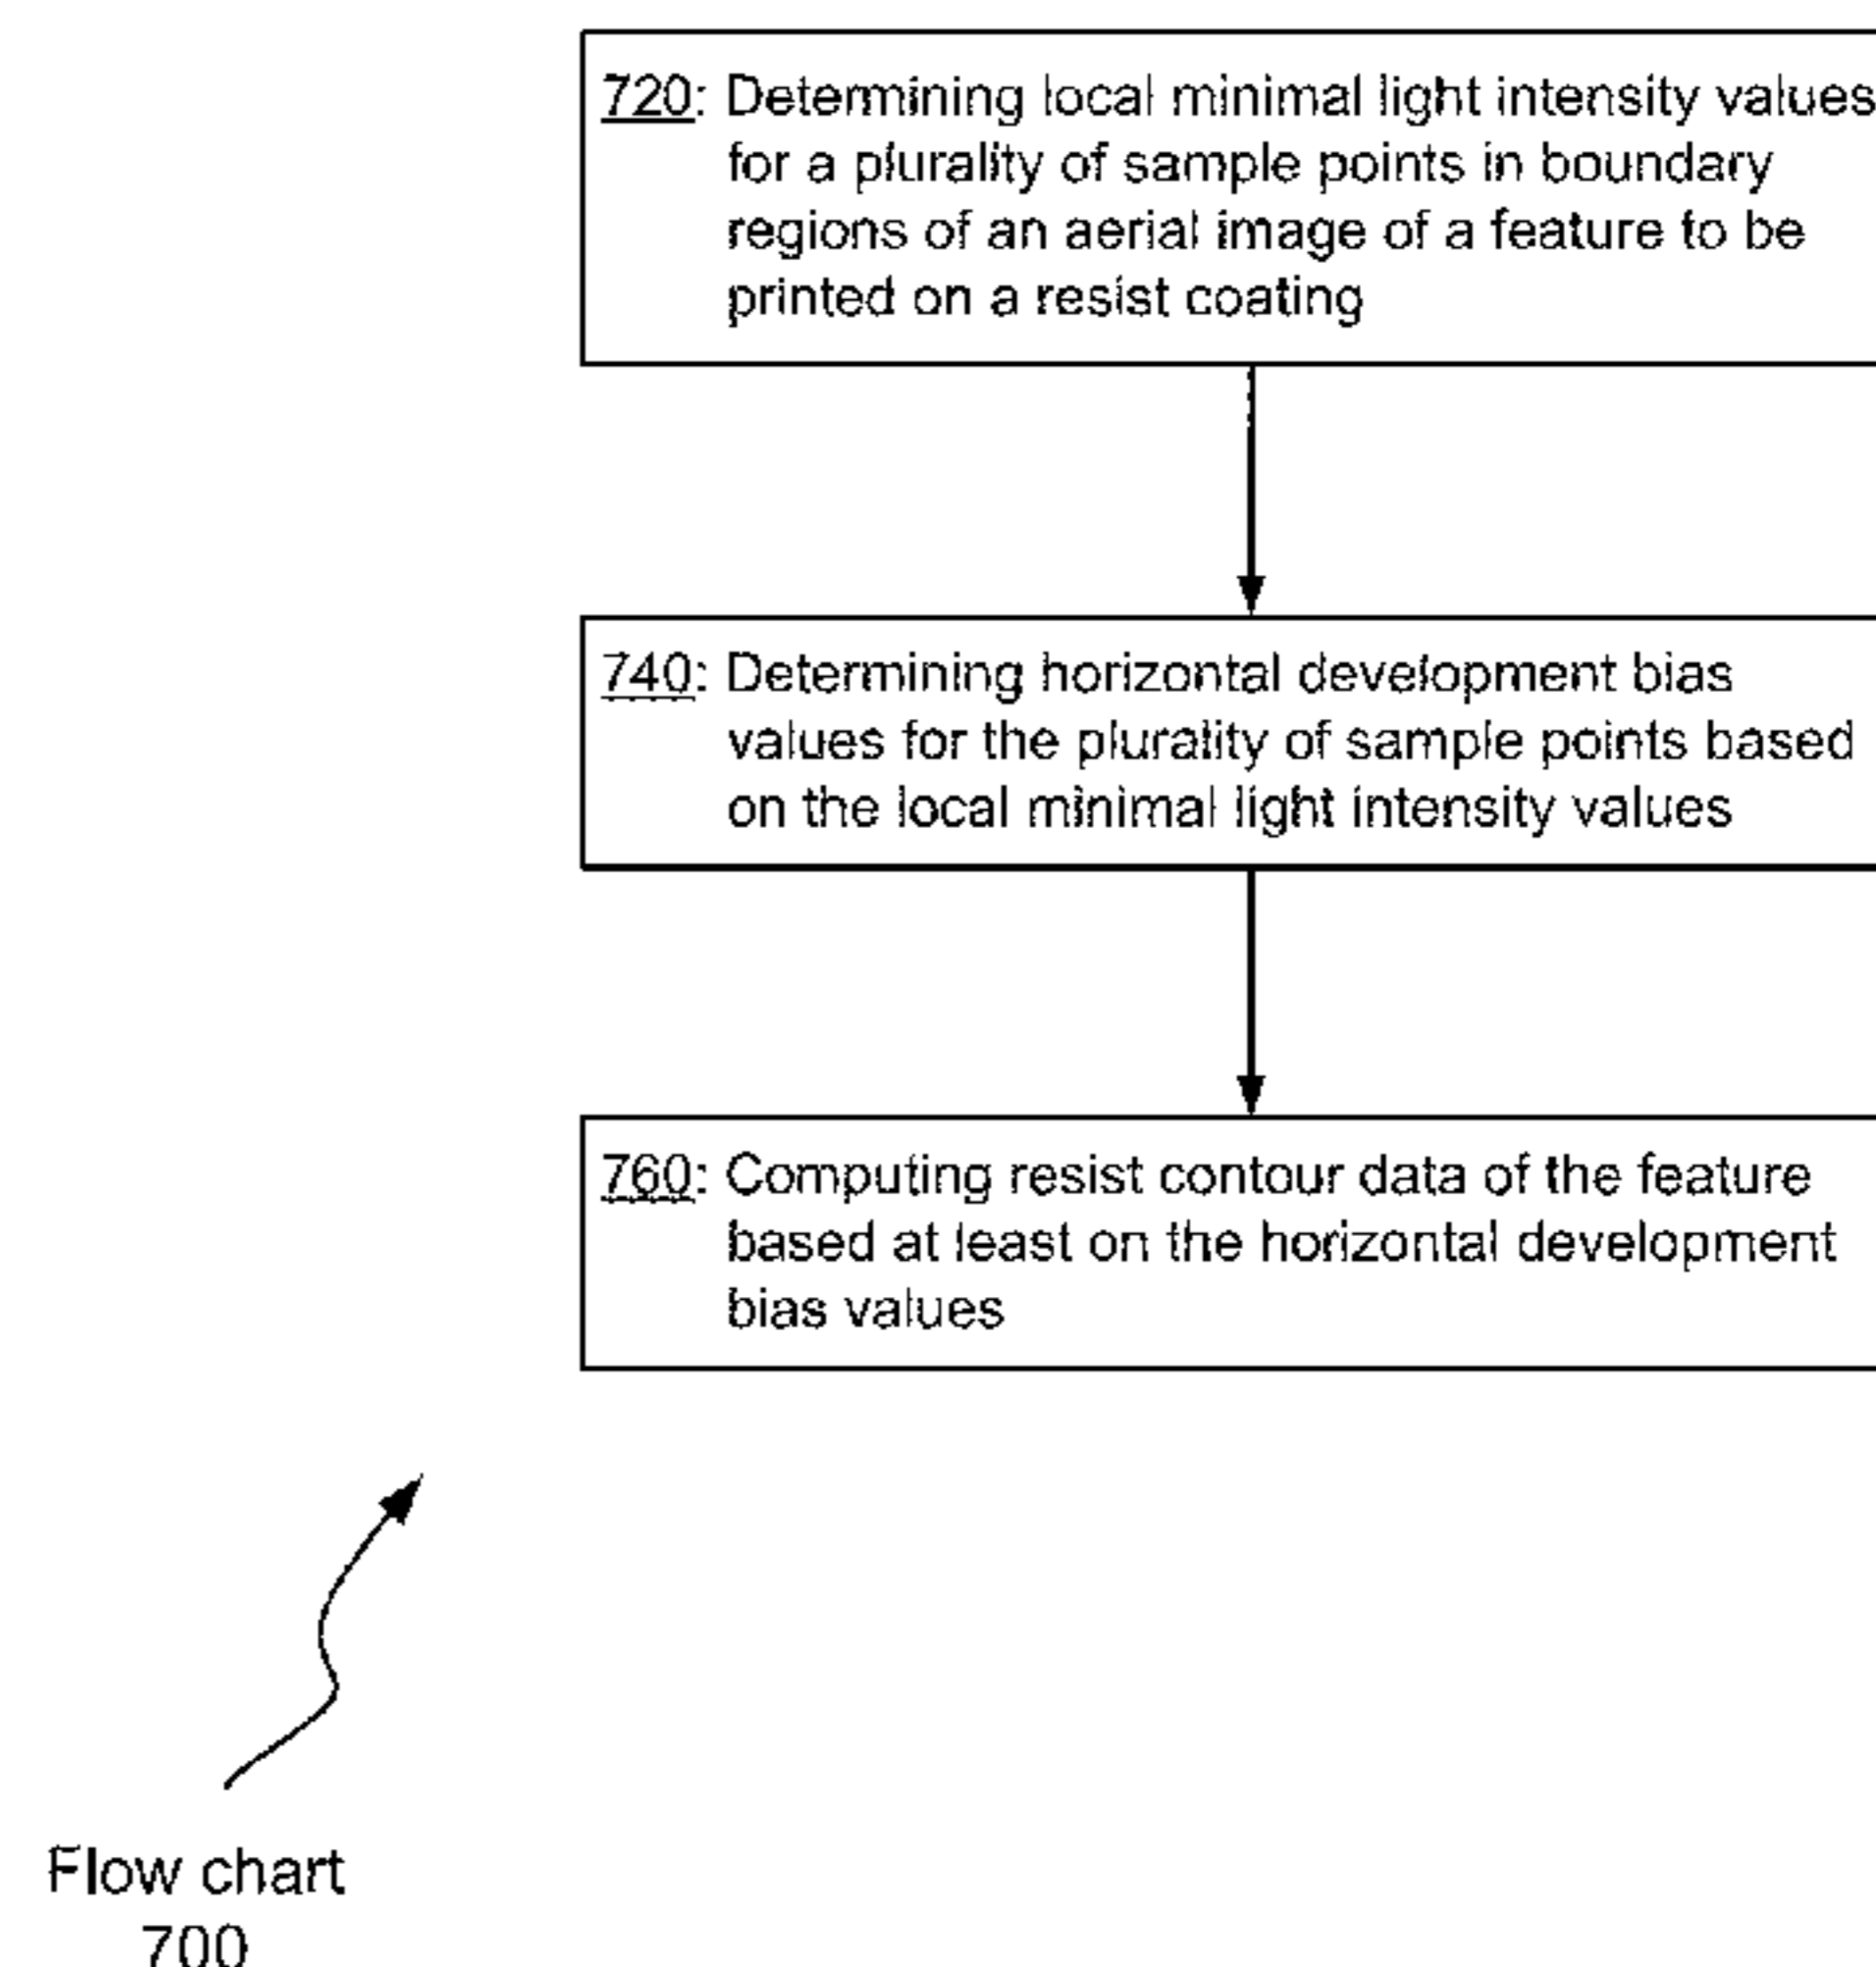 720: Determining local minimal light intensity values
for a plurality of sample points in boundary
regions of an aerial image of a feature to be
printed on a resist coating
740: Determining horizontal development bias
values for the plurality of sample points based
on the local minimal light intensity values
760: Computing resist contour data of the feature
based at least on the horizontal development
bias values
Flow chart
700